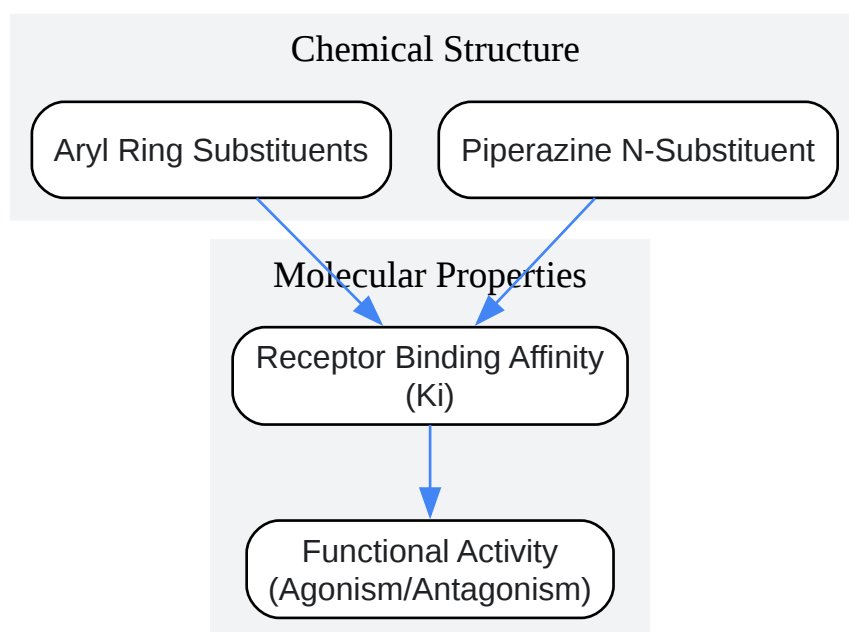 Chemical Structure
Aryl Ring Substituents
Piperazine N-Substituent
Molecular Properties
Receptor Binding Affinity
(Ki)
Functional Activity
(Agonism/Antagonism)